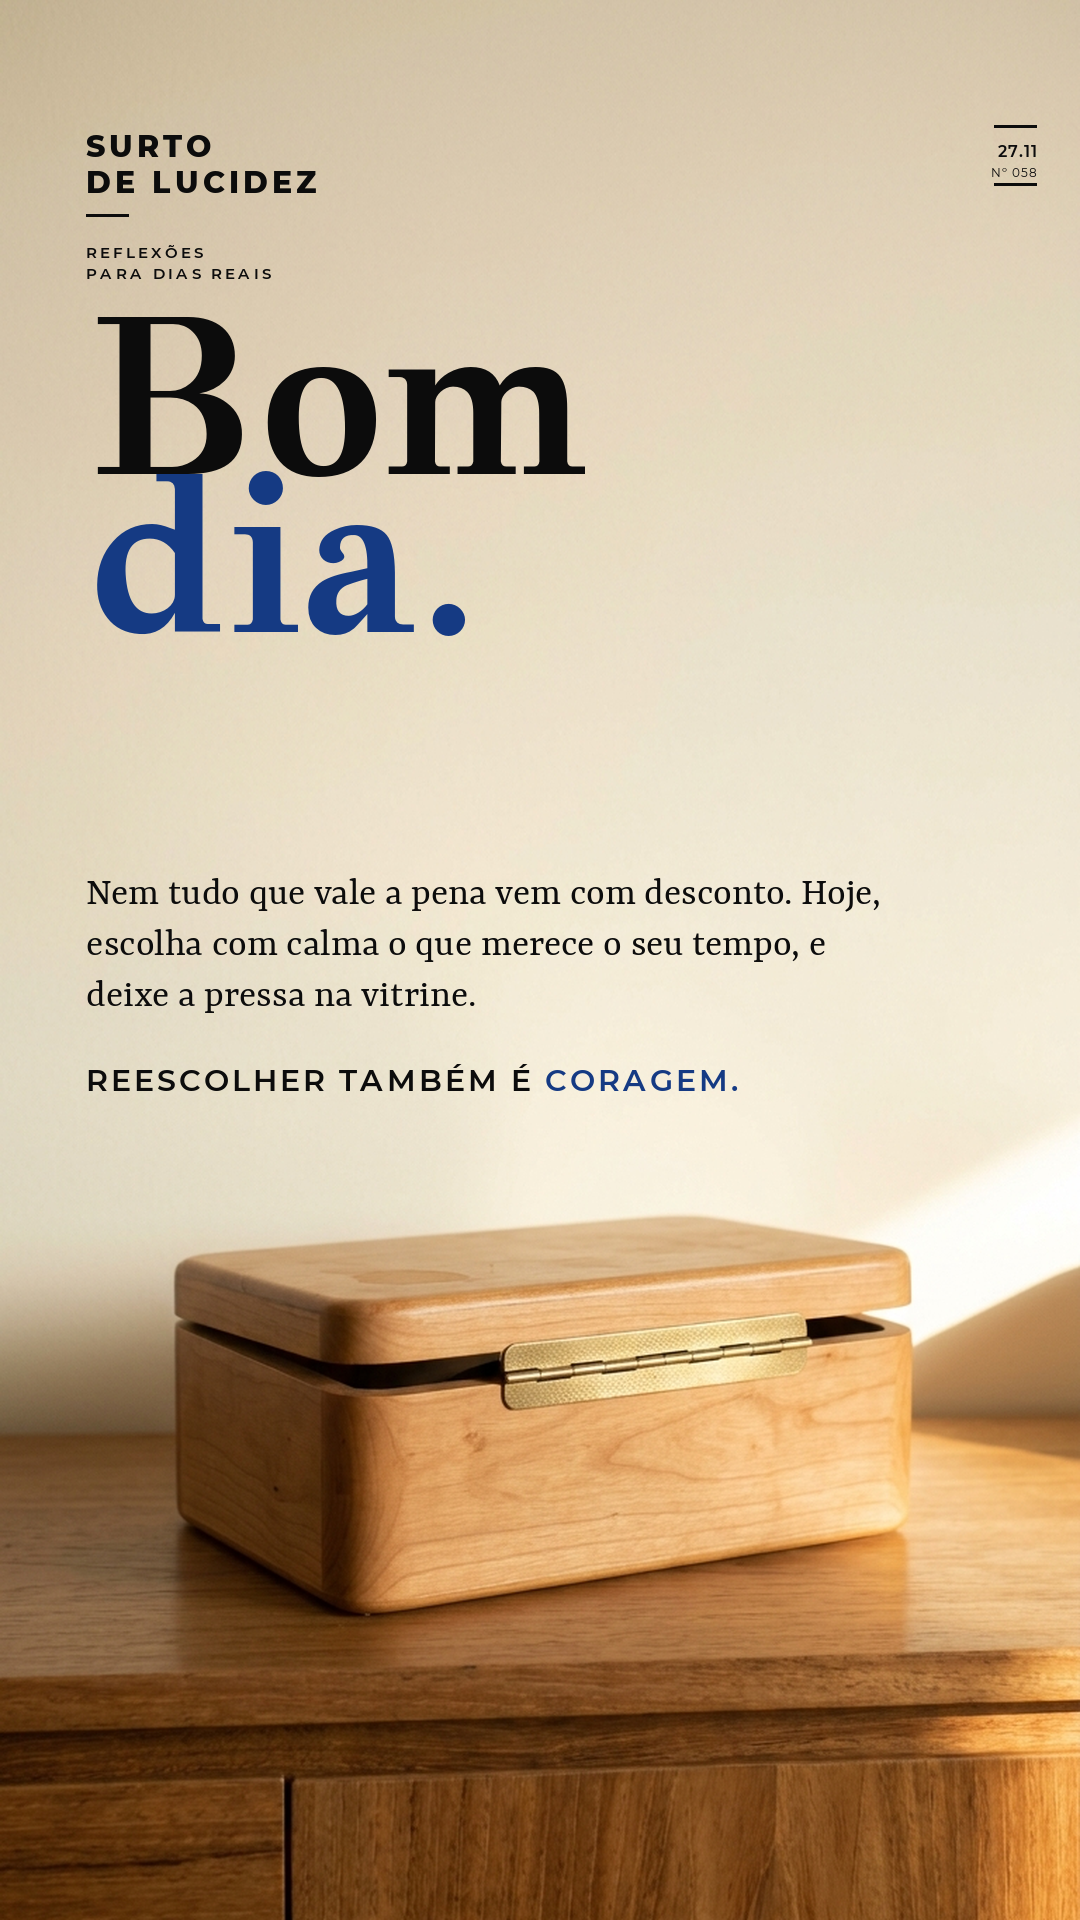 SURTO
DE LUCIDEZ
27.11
Nº 058
REFLEXÕES
PARA DIAS REAIS
Bom
dia.
Nem tudo que vale a pena vem com desconto. Hoje,
escolha com calma o que merece o seu tempo, e
deixe a pressa na vitrine.
REESCOLHER TAMBÉM É CORAGEM.